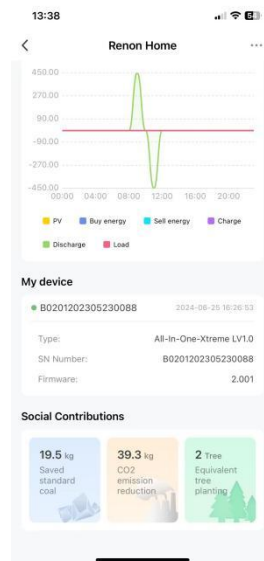 13:38
Renon Home
450.00
270.00
90.00
-90.00
-270.00
-450.00
00:00 04:00 08:00 12:00 16:00 20:00
PV Buy energy Sell energy Charge
Discharge Load
My device
B0201202305230088 2024-06-25 16:26:53
Type: All-In-One-Xtreme LV1.0
SN Number: B0201202305230088
Firmware: 2.001
Social Contributions
19.5 kg 39.3 kg 2 Tree
Saved standard coal
CO2 emission reduction
Equivalent tree planting